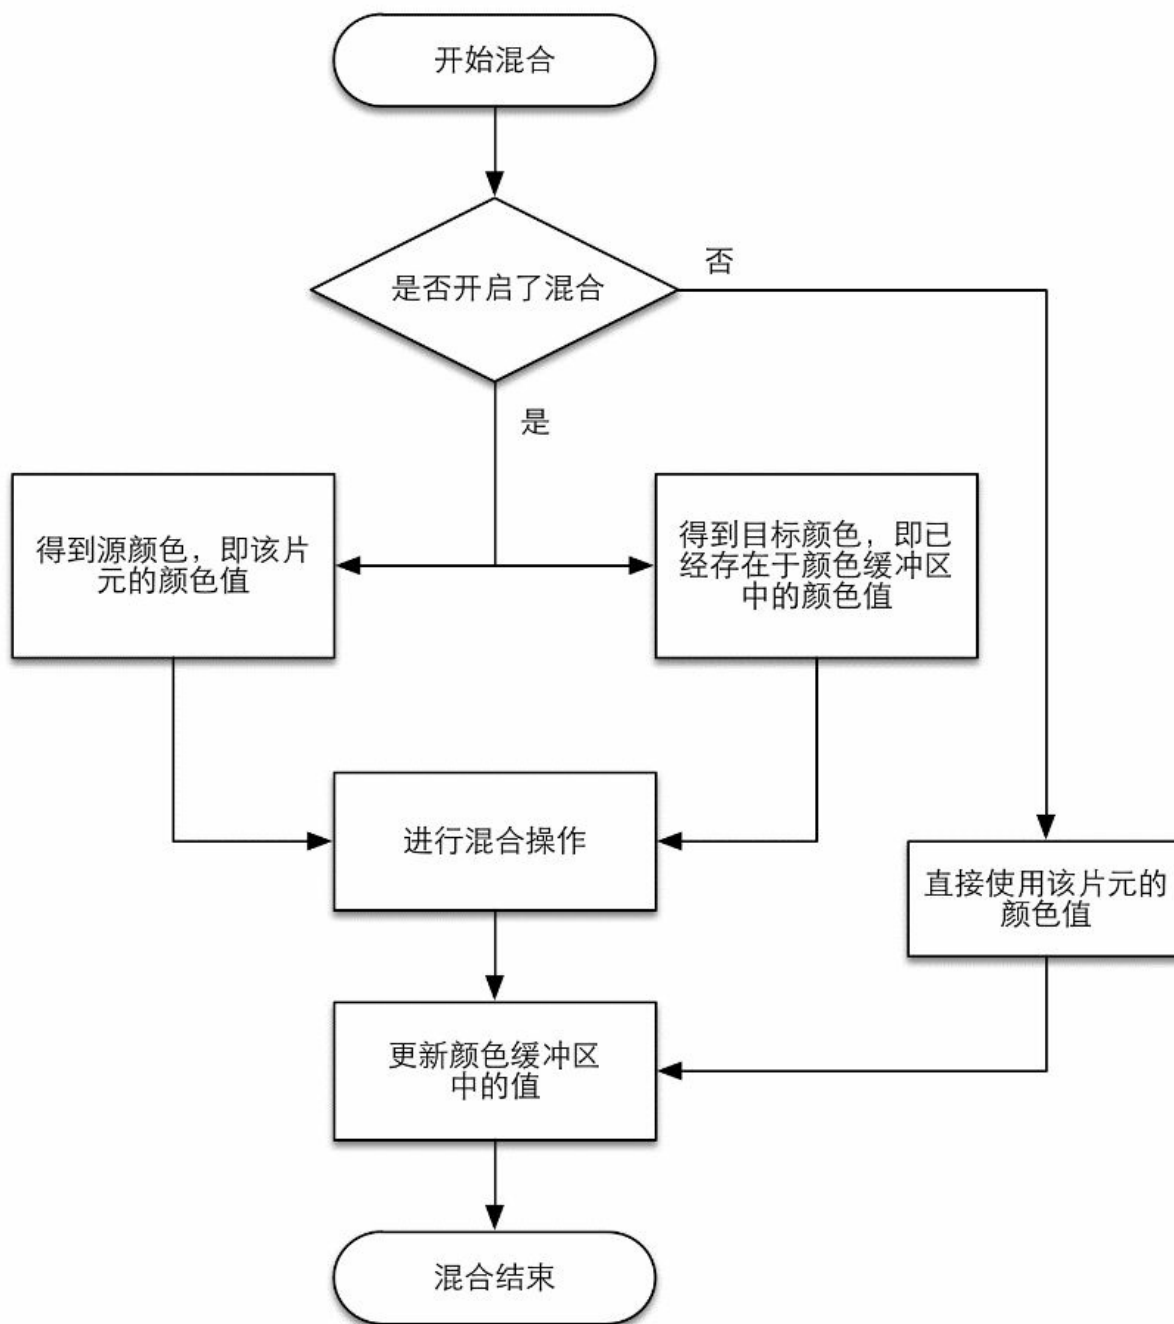 开始混合
是否开启了混合
否
是
得到源颜色，即该片
元的颜色值
得到目标颜色，即已
经存在于颜色缓冲区
中的颜色值
进行混合操作
直接使用该片元的
颜色值
更新颜色缓冲区
中的值
混合结束